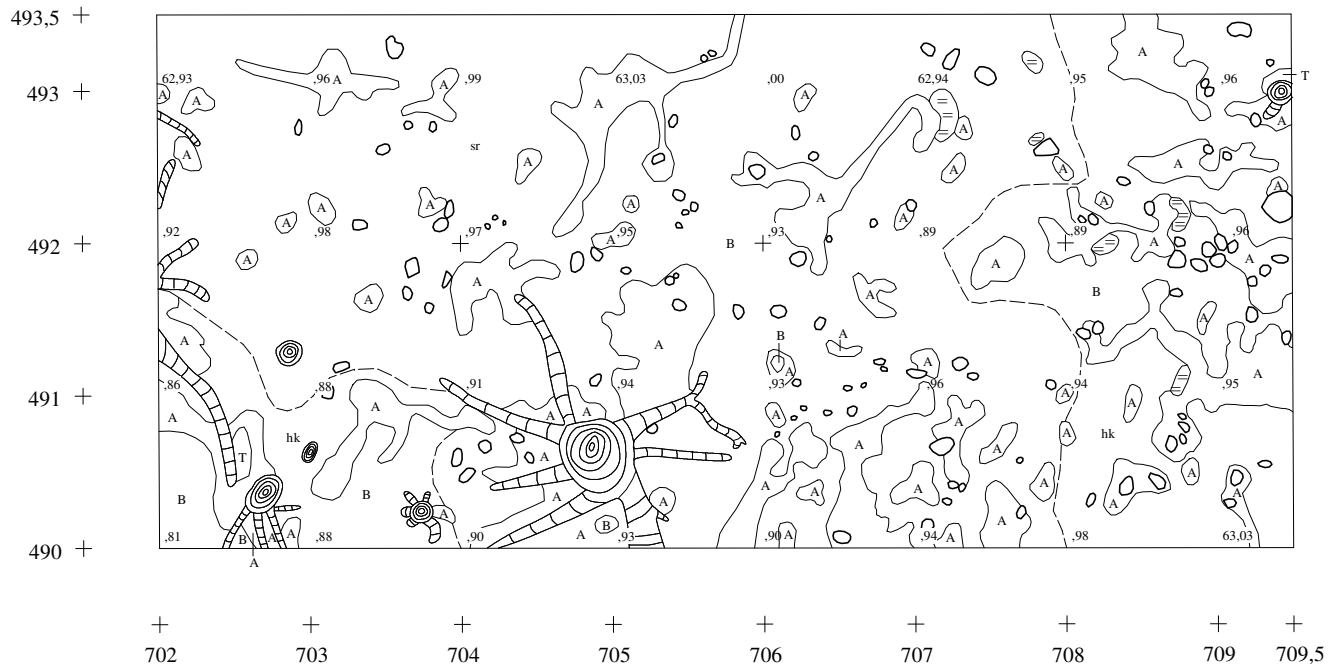 493,5
A
T
62,93 ,96 A A ,99 63,03 ,00 62,94 ,95 ,96
493 A A A A
A A
sr
A A A A A
A A A A A A A
,92 ,98 ,97 ,95 ,93 ,89 ,89 ,96
492 A A B A A
A A A B
A A A
A A B A
A A
,86 ,88 ,91 ,94 ,93 ,96 ,94 ,95
491 A A A
A A A A A A A
hk A A hk
T A A A A
B B A A A A A A A A
A A B A
,81 B A A ,88 ,90 A ,93 ,90 A ,94 A ,98 63,03
490
A
702 703 704 705 706 707 708 709 709,5